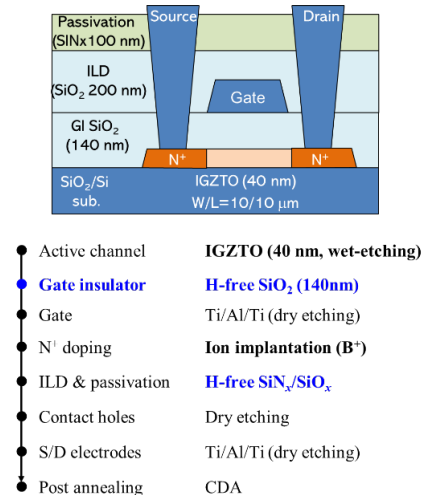 Passivation
(SINx100 nm)
Source
Drain
ILD
(SiO₂ 200 nm)
Gate
GI SiO₂
(140 nm)
N⁺
N⁺
SiO₂/Si
sub.
IGZTO (40 nm)
W/L=10/10 μm
Active channel IGZTO (40 nm, wet-etching)
Gate insulator H-free SiO₂ (140nm)
Gate Ti/Al/Ti (dry etching)
N⁺ doping Ion implantation (B⁺)
ILD & passivation H-free SiNₓ/SiOₓ
Contact holes Dry etching
S/D electrodes Ti/Al/Ti (dry etching)
Post annealing CDA